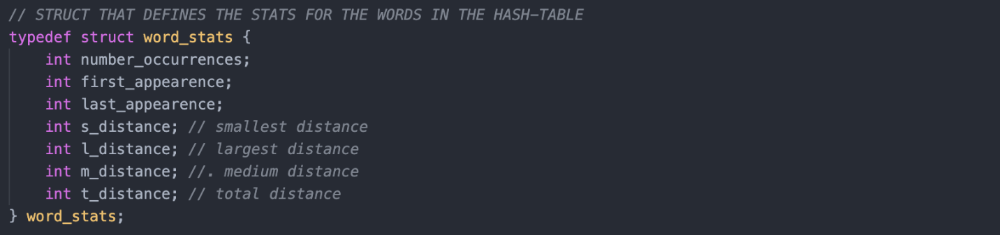 // STRUCT THAT DEFINES THE STATS FOR THE WORDS IN THE HASH-TABLE
typedef struct word_stats {
    int number_occurrences;
    int first_appearence;
    int last_appearence;
    int s_distance; // smallest distance
    int l_distance; // largest distance
    int m_distance; //. medium distance
    int t_distance; // total distance
} word_stats;